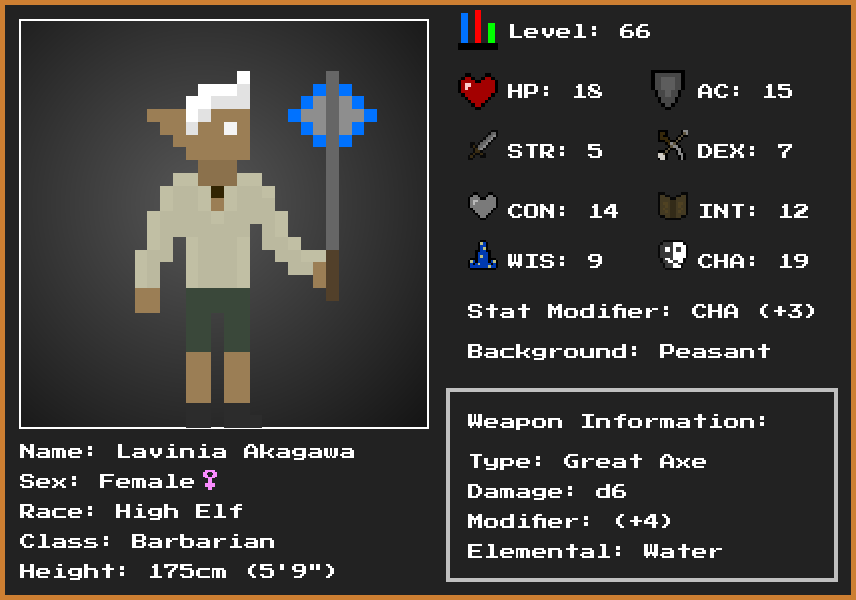 Level: 66
HP: 18
AC: 15
STR: 5
DEX: 7
CON: 14
INT: 12
WIS: 9
CHA: 19
Stat Modifier: CHA (+3)
Background: Peasant
Weapon Information:
Type: Great Axe
Damage: d6
Modifier: (+4)
Elemental: Water
Name: Lavinia Akagawa
Sex: Female♀
Race: High Elf
Class: Barbarian
Height: 175cm (5'9")